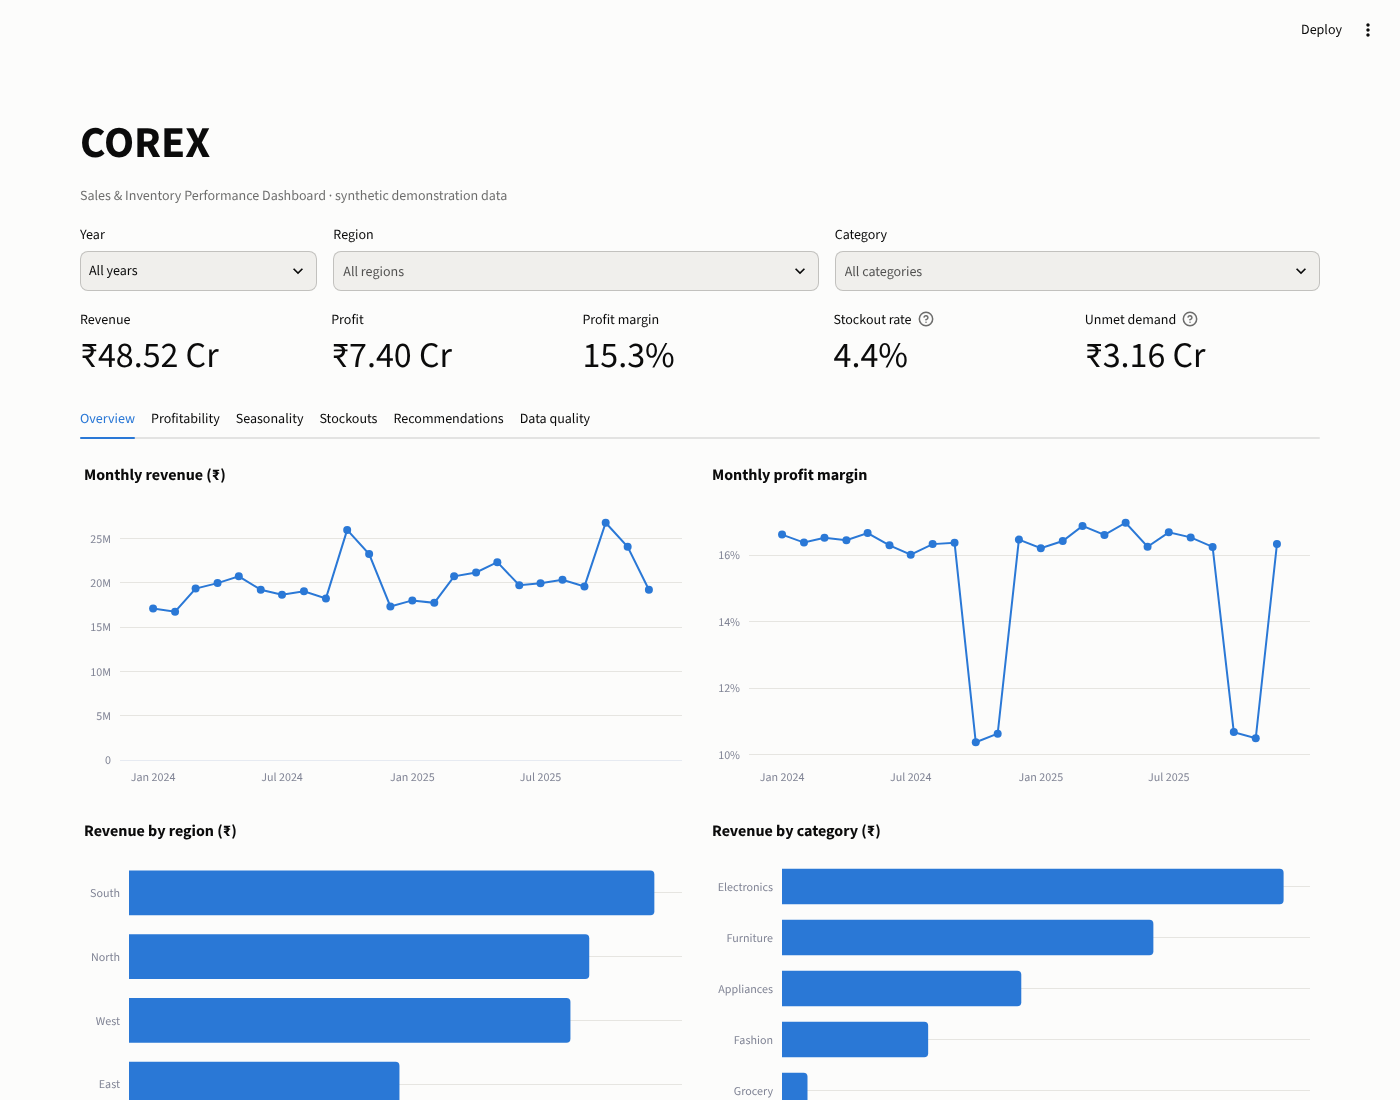 Deploy
COREX
Sales & Inventory Performance Dashboard · synthetic demonstration data
Year
Region
Category
All years
All regions
All categories
Revenue
Profit
Profit margin
Stockout rate
Unmet demand
₹48.52 Cr
₹7.40 Cr
15.3%
4.4%
₹3.16 Cr
Overview Profitability Seasonality Stockouts Recommendations Data quality
Monthly revenue (₹)
25M
20M
15M
10M
5M
0
Jan 2024 Jul 2024 Jan 2025 Jul 2025
Monthly profit margin
16%
14%
12%
10%
Jan 2024 Jul 2024 Jan 2025 Jul 2025
Revenue by region (₹)
South
North
West
East
Revenue by category (₹)
Electronics
Furniture
Appliances
Fashion
Grocery